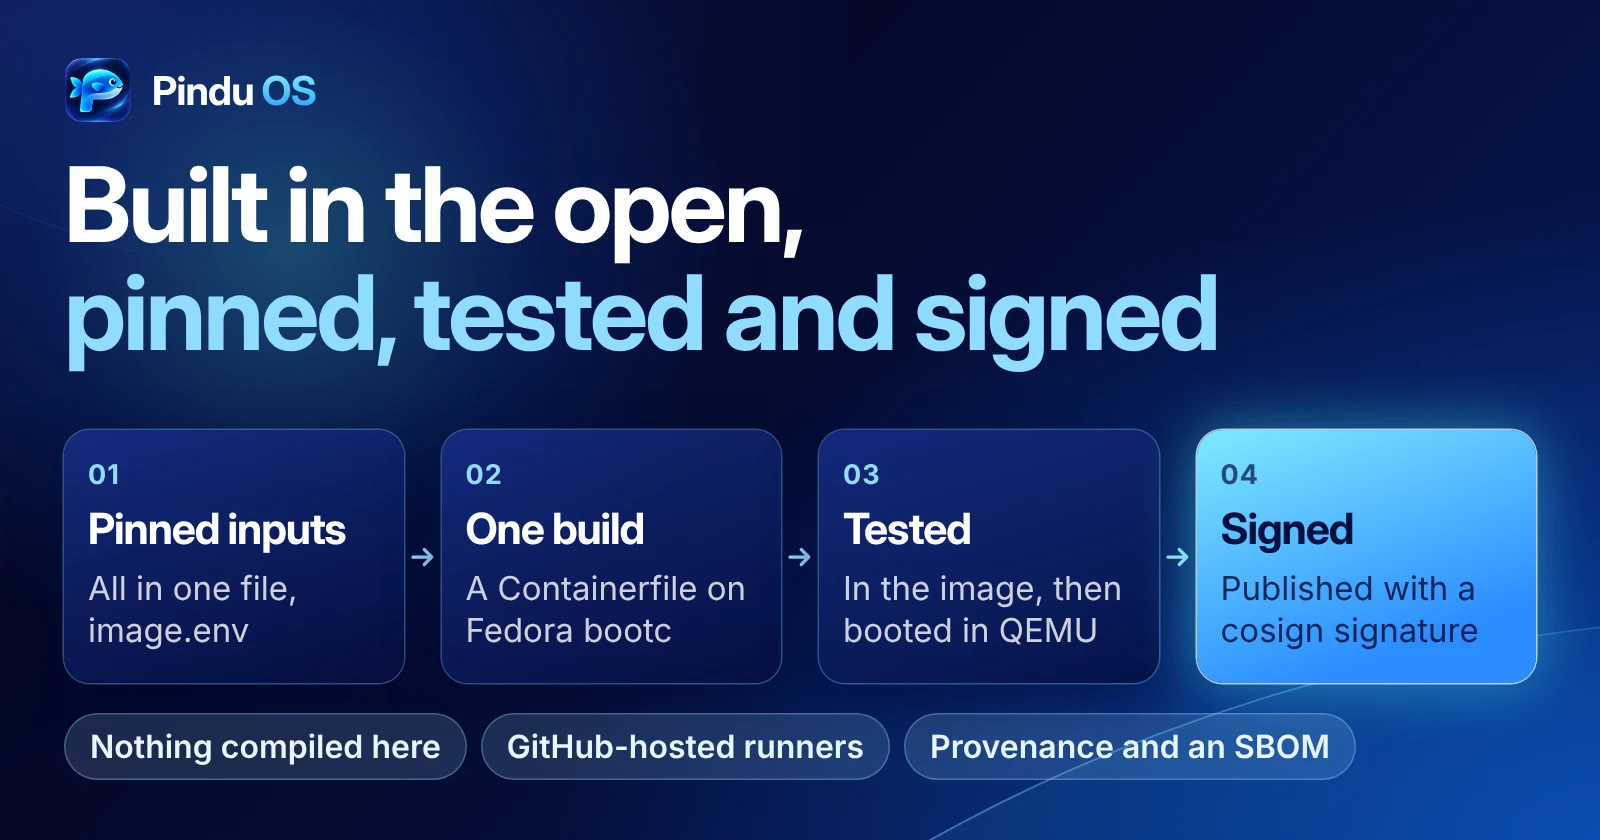 Pindu OS
Built in the open,
pinned, tested and signed
01
Pinned inputs
All in one file,
image.env
02
One build
A Containerfile on
Fedora bootc
03
Tested
In the image, then
booted in QEMU
04
Signed
Published with a
cosign signature
Nothing compiled here
GitHub-hosted runners
Provenance and an SBOM